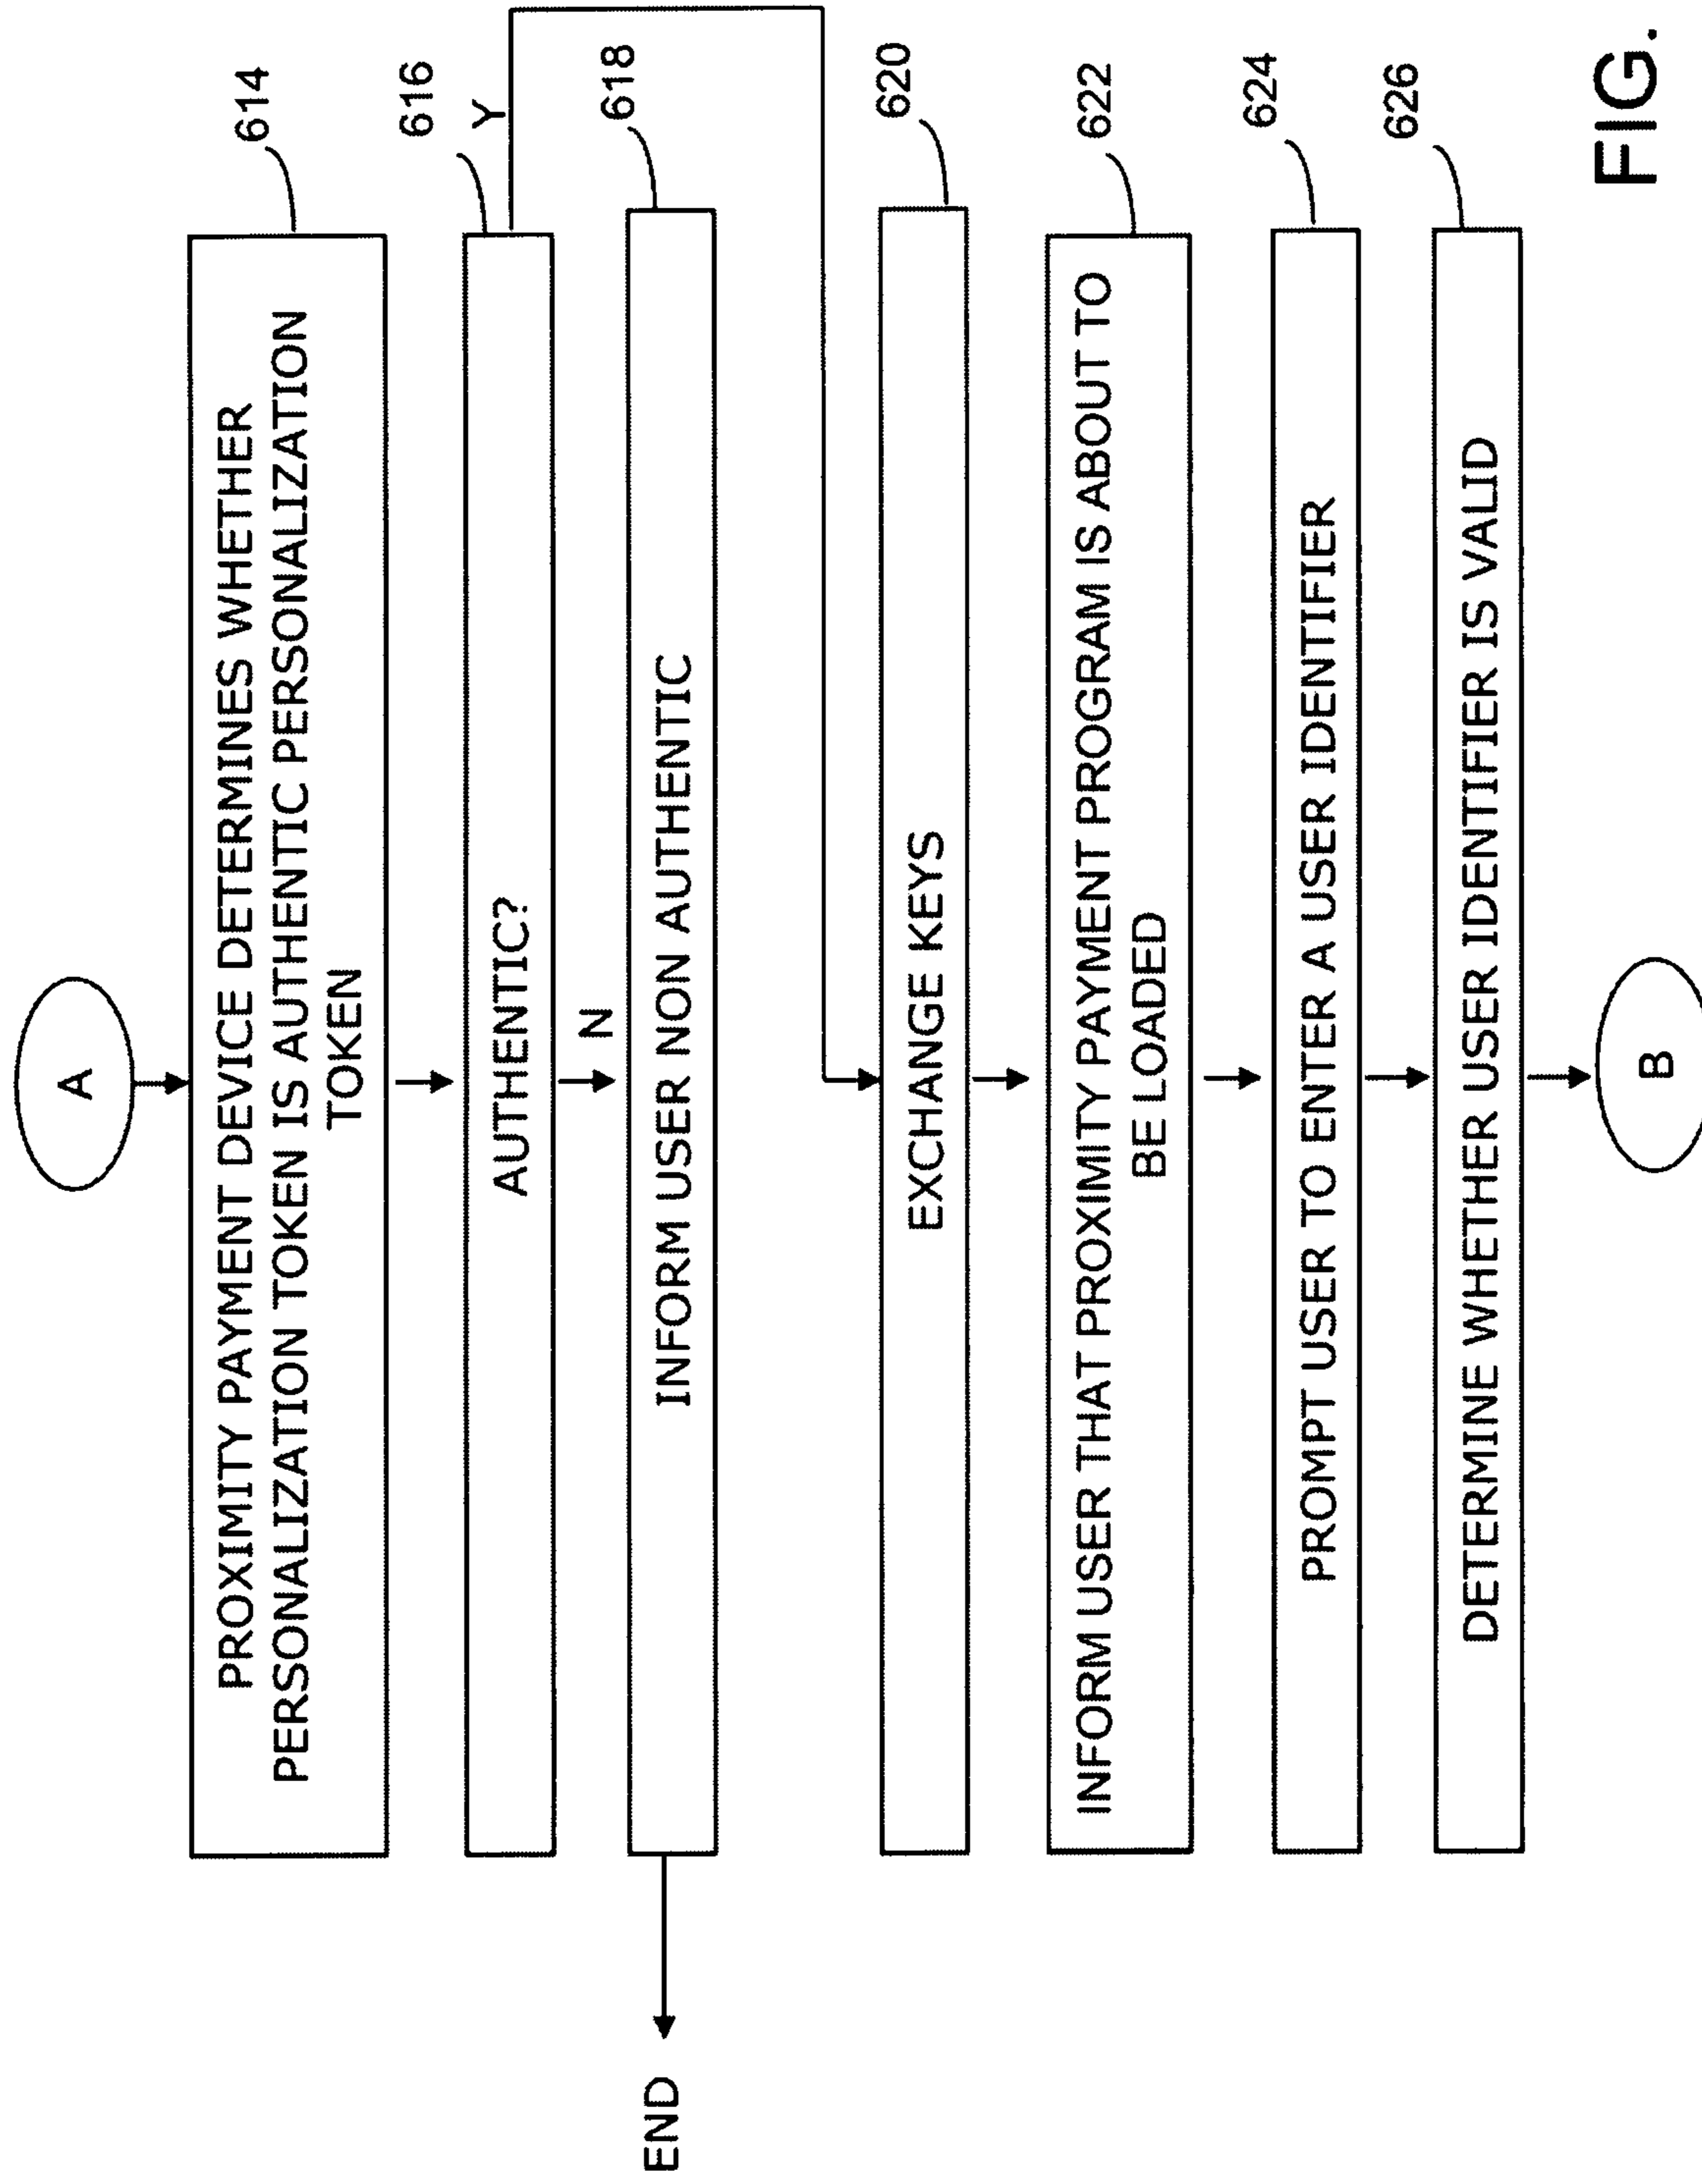 A
614
PROXIMITY PAYMENT DEVICE DETERMINES WHETHER
PERSONALIZATION TOKEN IS AUTHENTIC PERSONALIZATION
TOKEN
616
AUTHENTIC?
Y
N
618
INFORM USER NON AUTHENTIC
END
620
EXCHANGE KEYS
622
INFORM USER THAT PROXIMITY PAYMENT PROGRAM IS ABOUT TO
BE LOADED
624
PROMPT USER TO ENTER A USER IDENTIFIER
626
DETERMINE WHETHER USER IDENTIFIER IS VALID
B
FIG.